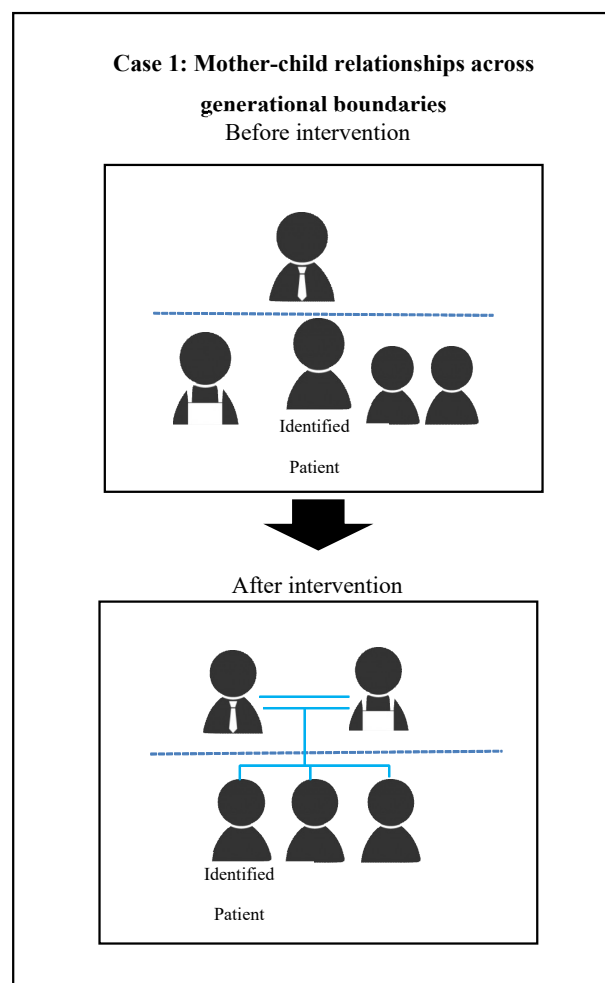 Case 1: Mother-child relationships across
generational boundaries
Before intervention
Identified
Patient
After intervention
Identified
Patient